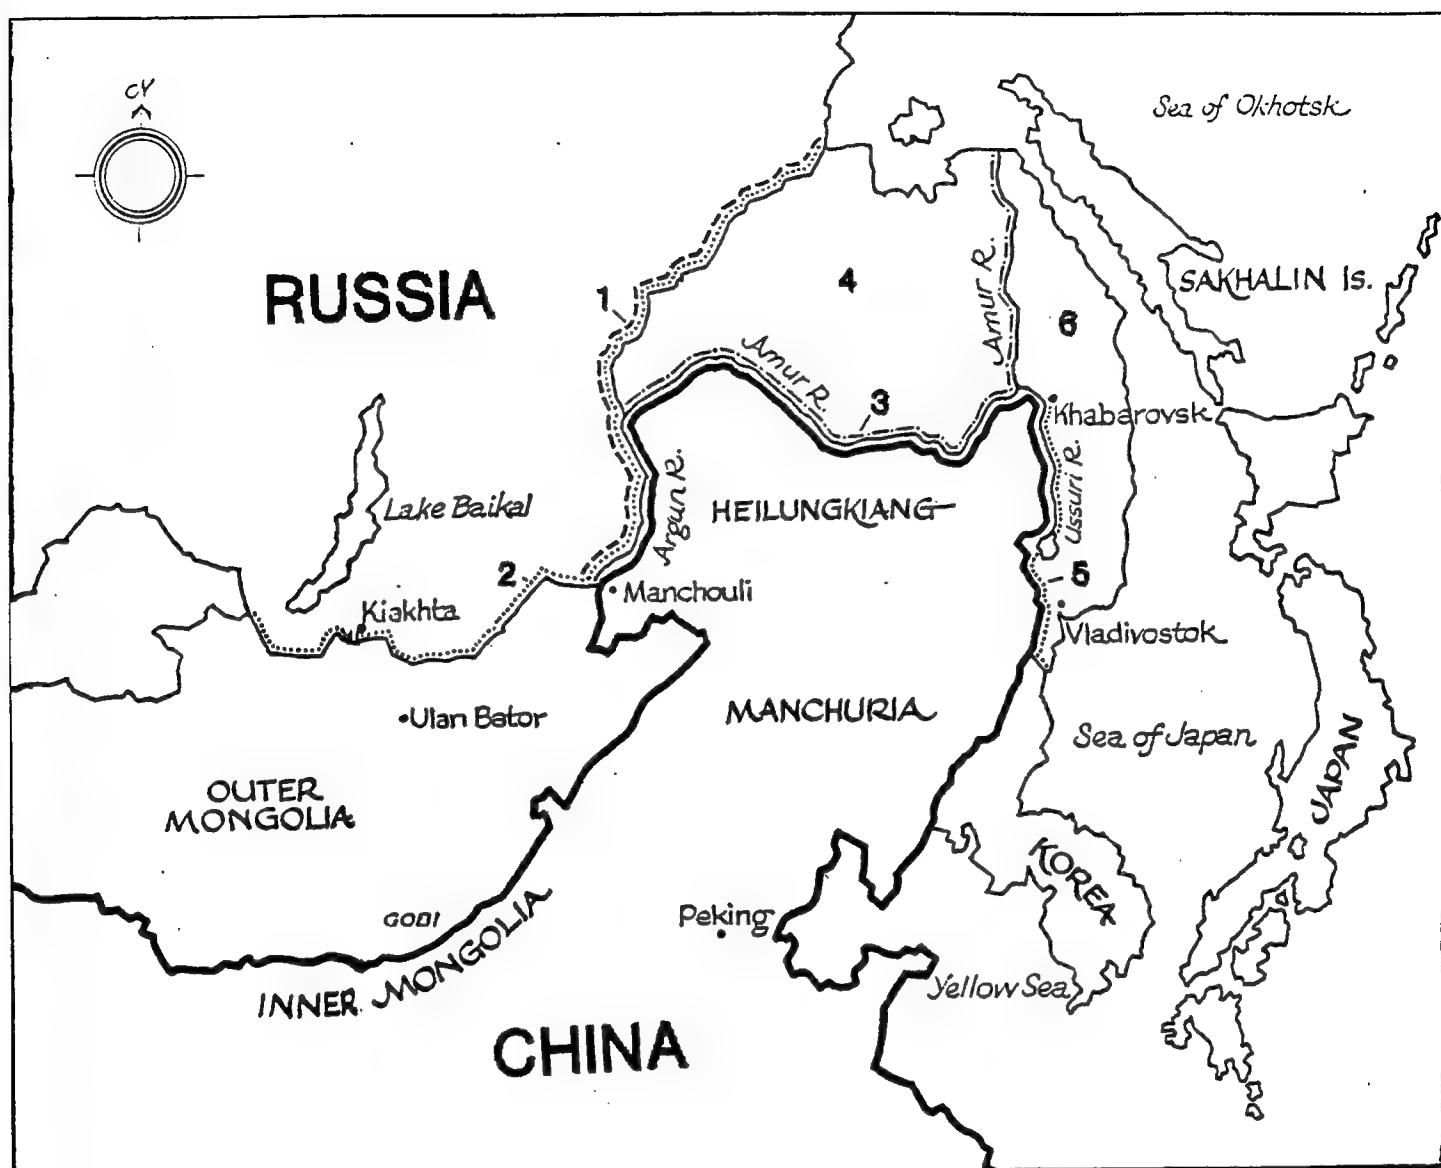 CY
Sea of Okhotsk
RUSSIA
1
4
Amur R.
SAKHALIN Is.
6
Amur R.
3
Khabarovsk
Lake Baikal
Argun R.
HEILUNGKIANG
Ussuri R.
2
5
Kiakhta
Manchouli
Vladivostok
Ulan Bator
MANCHURIA
Sea of Japan
JAPAN
OUTER
MONGOLIA
KOREA
GOBI
Peking
INNER MONGOLIA
Yellow Sea
CHINA